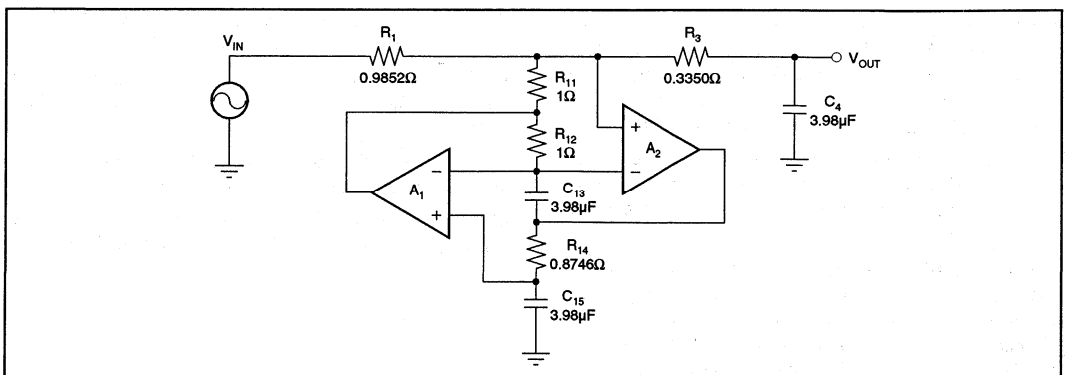 V_IN
R_1
0.9852Ω
R_3
0.3350Ω
V_OUT
R_11
1Ω
C_4
3.98µF
R_12
1Ω
+
A_2
−
−
A_1
+
C_13
3.98µF
R_14
0.8746Ω
C_15
3.98µF